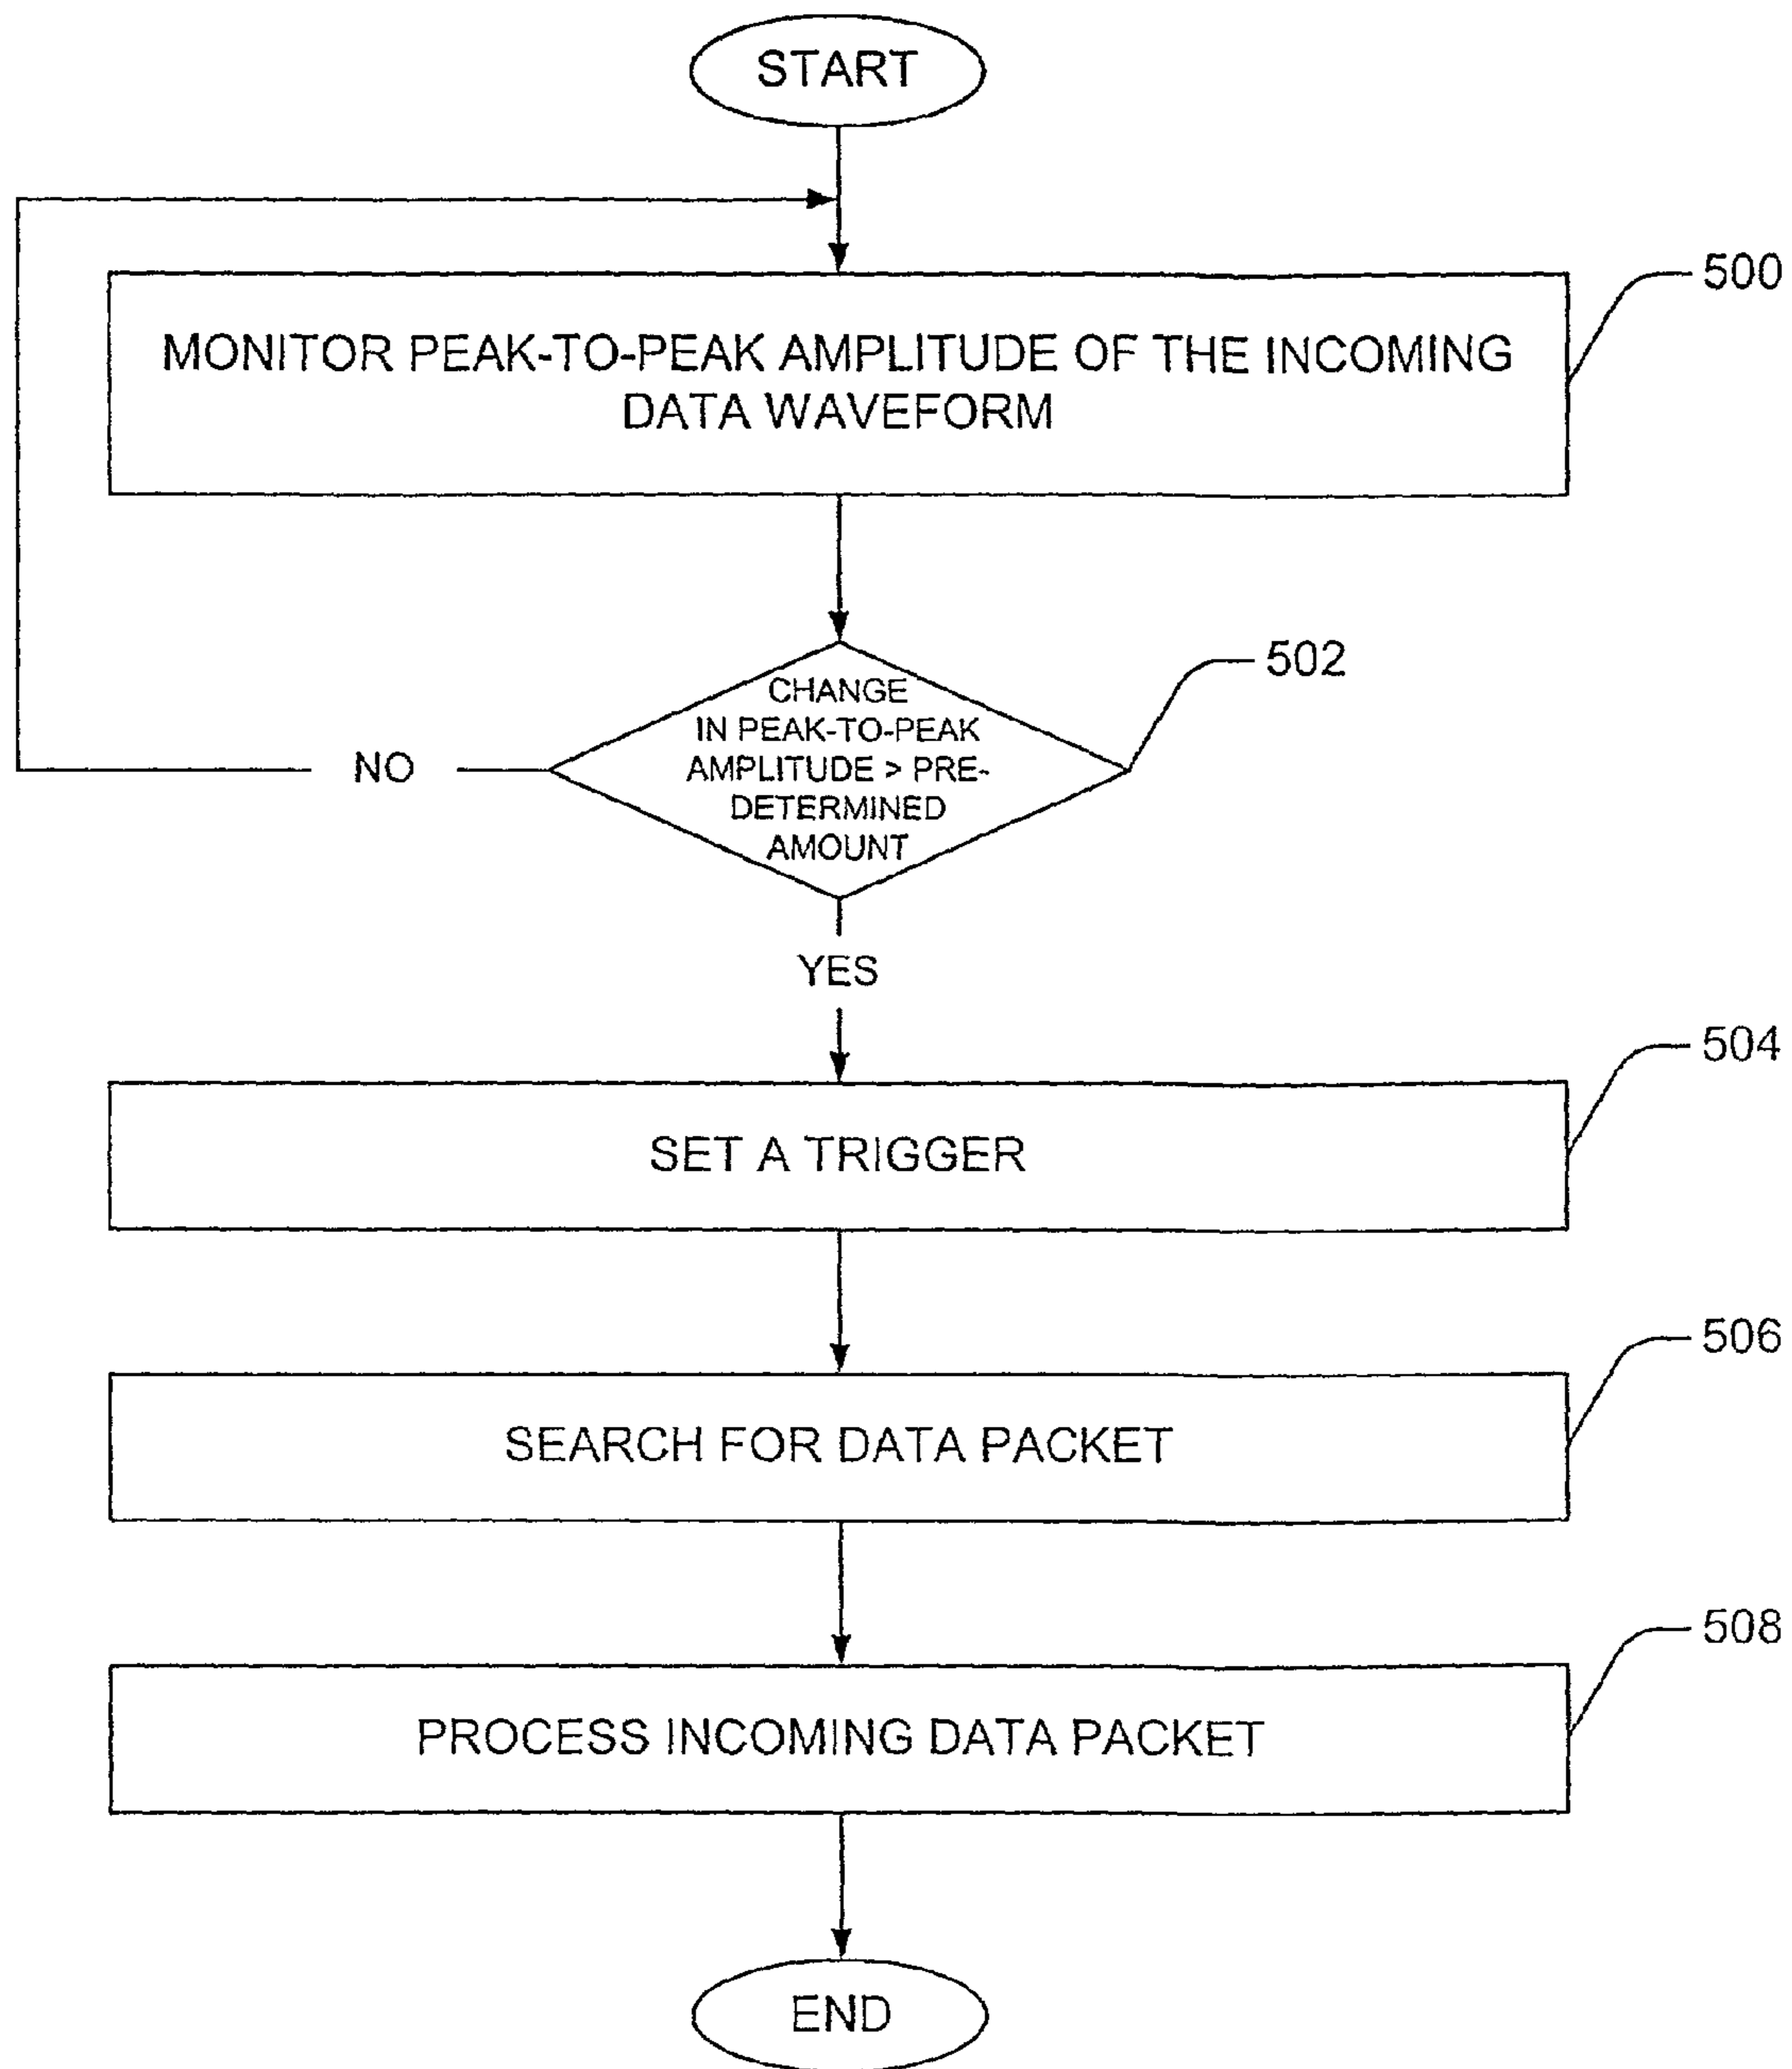 START
500
MONITOR PEAK-TO-PEAK AMPLITUDE OF THE INCOMING
DATA WAVEFORM
502
CHANGE
IN PEAK-TO-PEAK
AMPLITUDE > PRE-
DETERMINED
AMOUNT
NO
YES
504
SET A TRIGGER
506
SEARCH FOR DATA PACKET
508
PROCESS INCOMING DATA PACKET
END